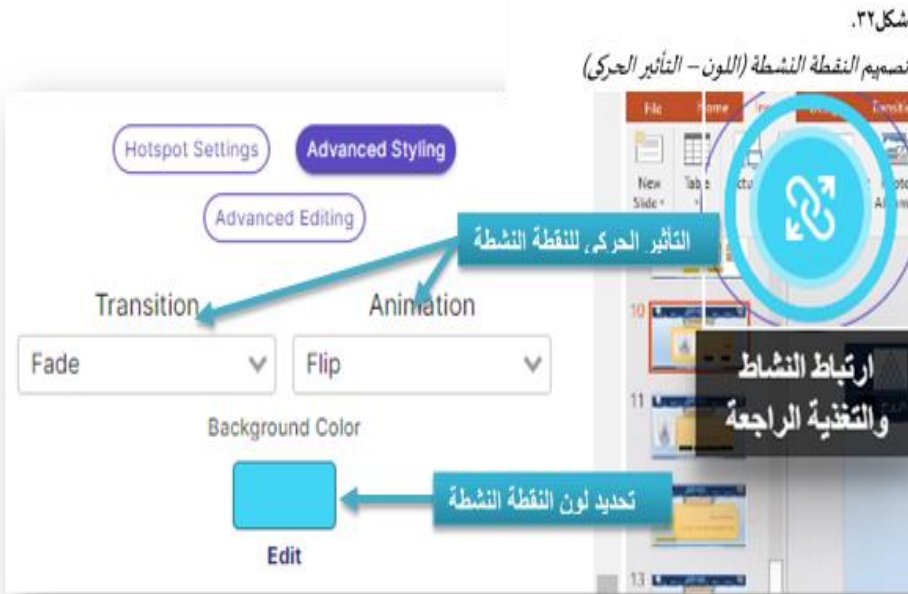 شكل٣٢.
تصميم النقطة النشطة (اللون – التأثير الحركي)
File Home
New
Slide
10
11
13
ارتباط النشاط
والتغذية الراجعة
Hotspot Settings
Advanced Styling
Advanced Editing
التأثير الحركي للنقطة النشطة
Transition
Animation
Fade
Flip
Background Color
تحديد لون النقطة النشطة
Edit